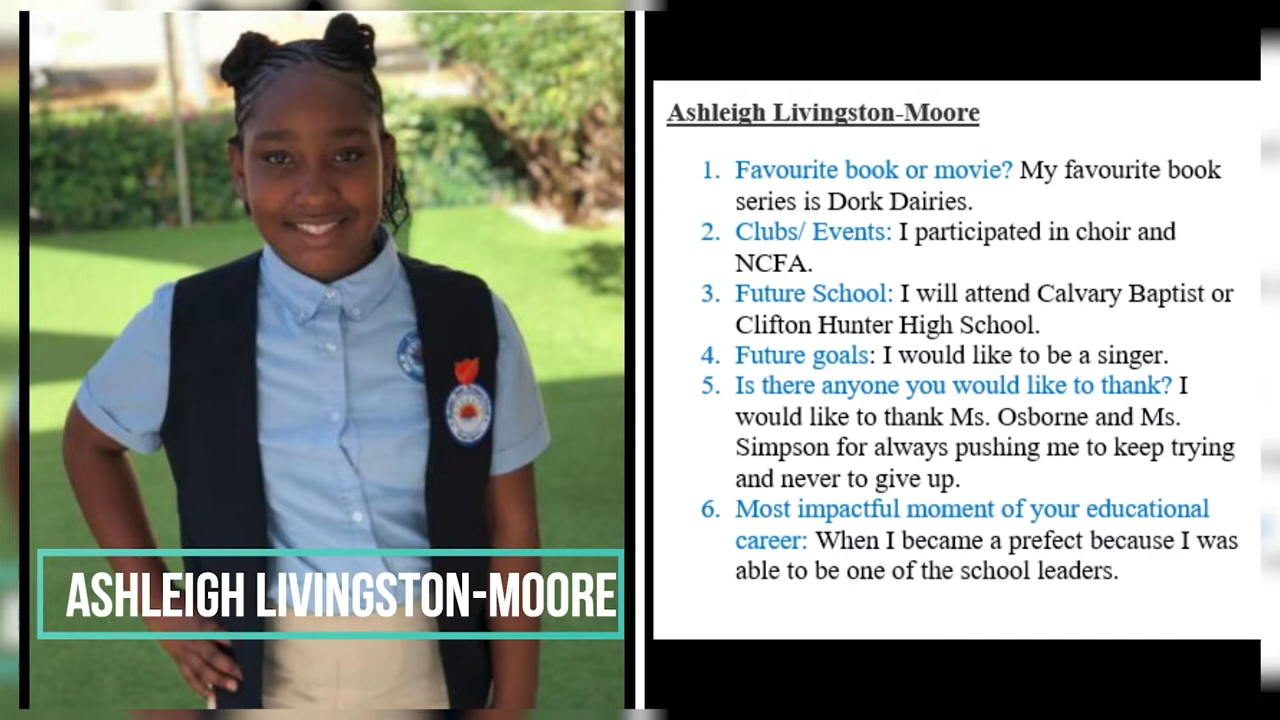 ASHLEIGH LIVINGSTON-MOORE
Ashleigh Livingston-Moore
1. Favourite book or movie? My favourite book
series is Dork Dairies.
2. Clubs/ Events: I participated in choir and
NCFA.
3. Future School: I will attend Calvary Baptist or
Clifton Hunter High School.
4. Future goals: I would like to be a singer.
5. Is there anyone you would like to thank? I
would like to thank Ms. Osborne and Ms.
Simpson for always pushing me to keep trying
and never to give up.
6. Most impactful moment of your educational
career: When I became a prefect because I was
able to be one of the school leaders.